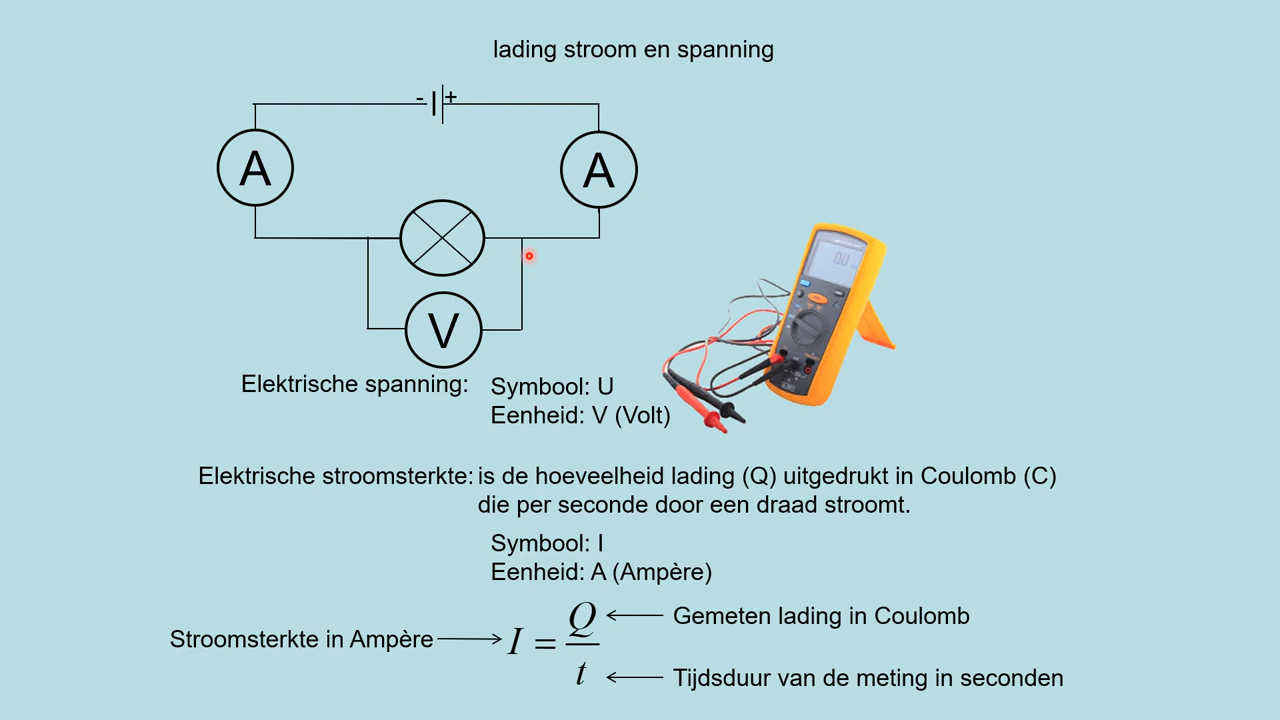 lading stroom en spanning
- +
A
A
V
Elektrische spanning:
Symbool: U
Eenheid: V (Volt)
Elektrische stroomsterkte: is de hoeveelheid lading (Q) uitgedrukt in Coulomb (C)
die per seconde door een draad stroomt.
Symbool: I
Eenheid: A (Ampère)
Stroomsterkte in Ampère
I = Q / t
Gemeten lading in Coulomb
Tijdsduur van de meting in seconden